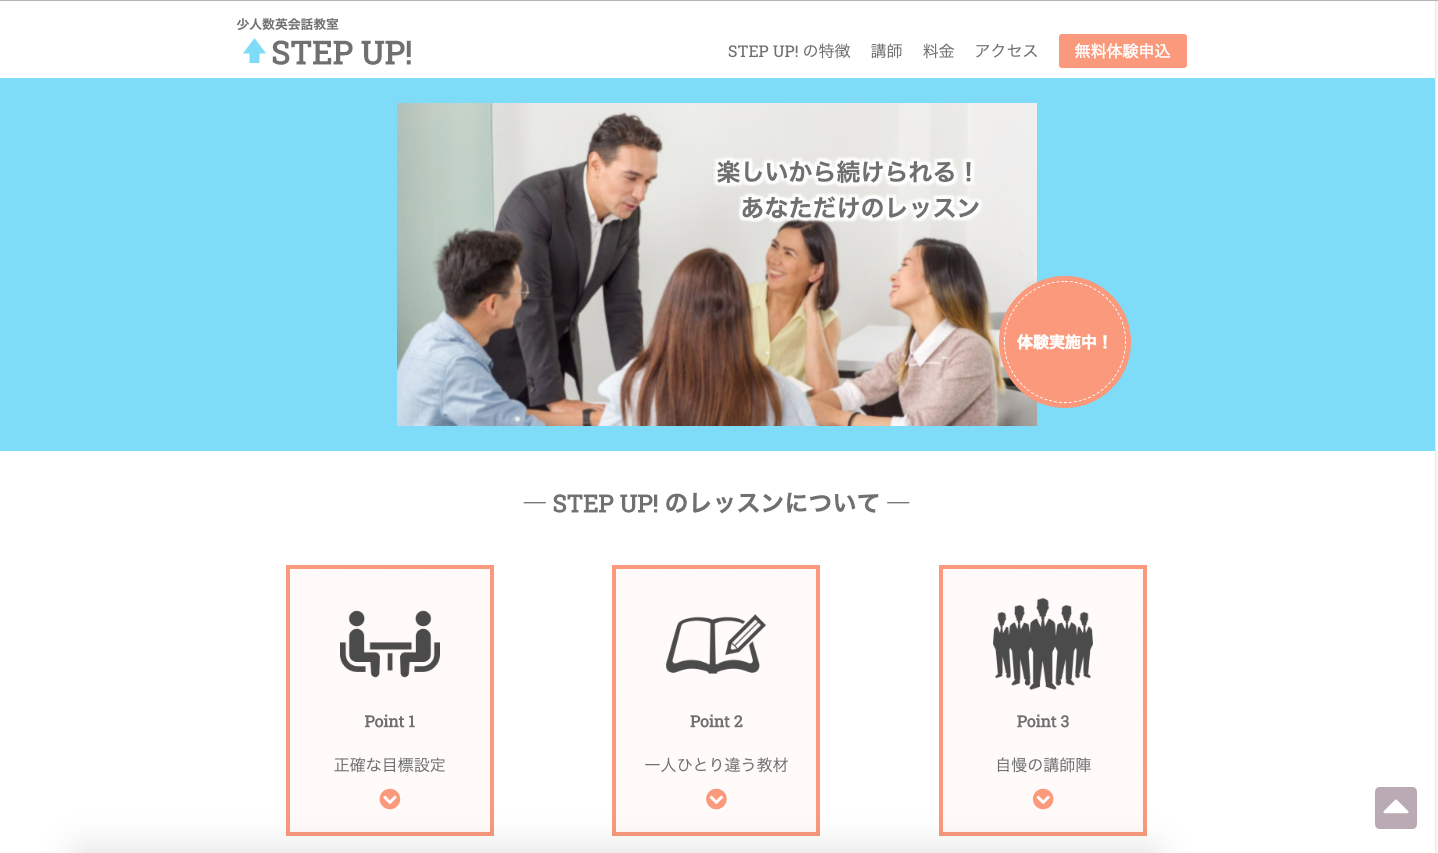 少人数英会話教室
STEP UP!
STEP UP! の特徴 講師 料金 アクセス 無料体験申込
楽しいから続けられる！
あなただけのレッスン
体験実施中！
― STEP UP! のレッスンについて ―
Point 1
正確な目標設定
Point 2
一人ひとり違う教材
Point 3
自慢の講師陣